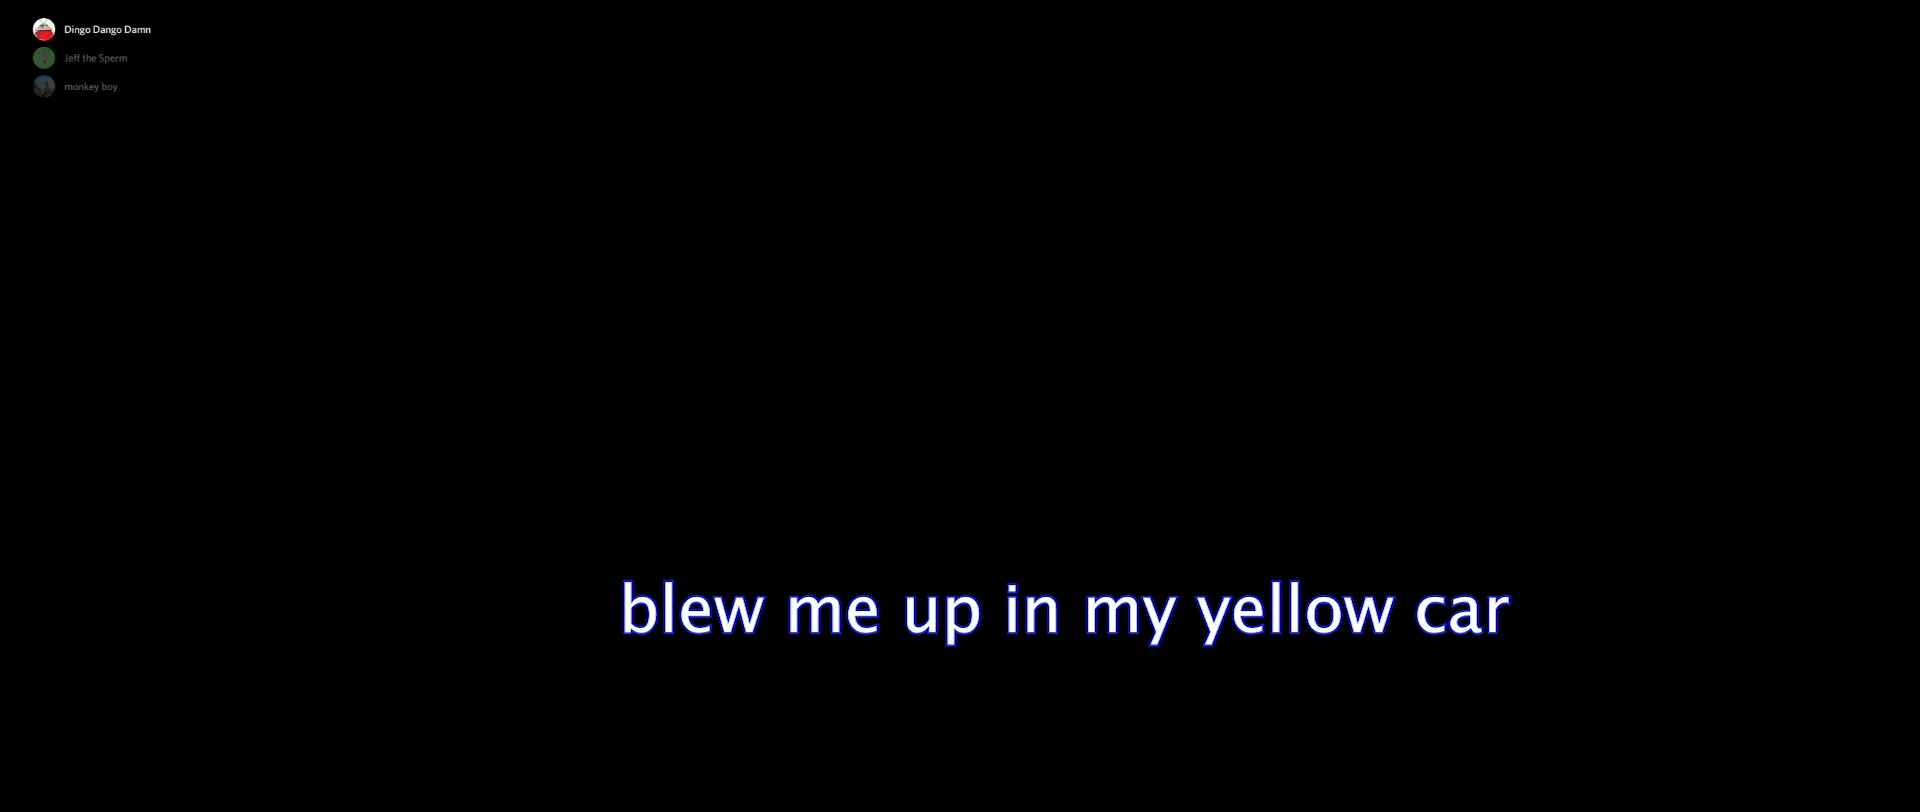 Dingo Dango Damn
Jeff the Sperm
monkey boy
blew me up in my yellow car